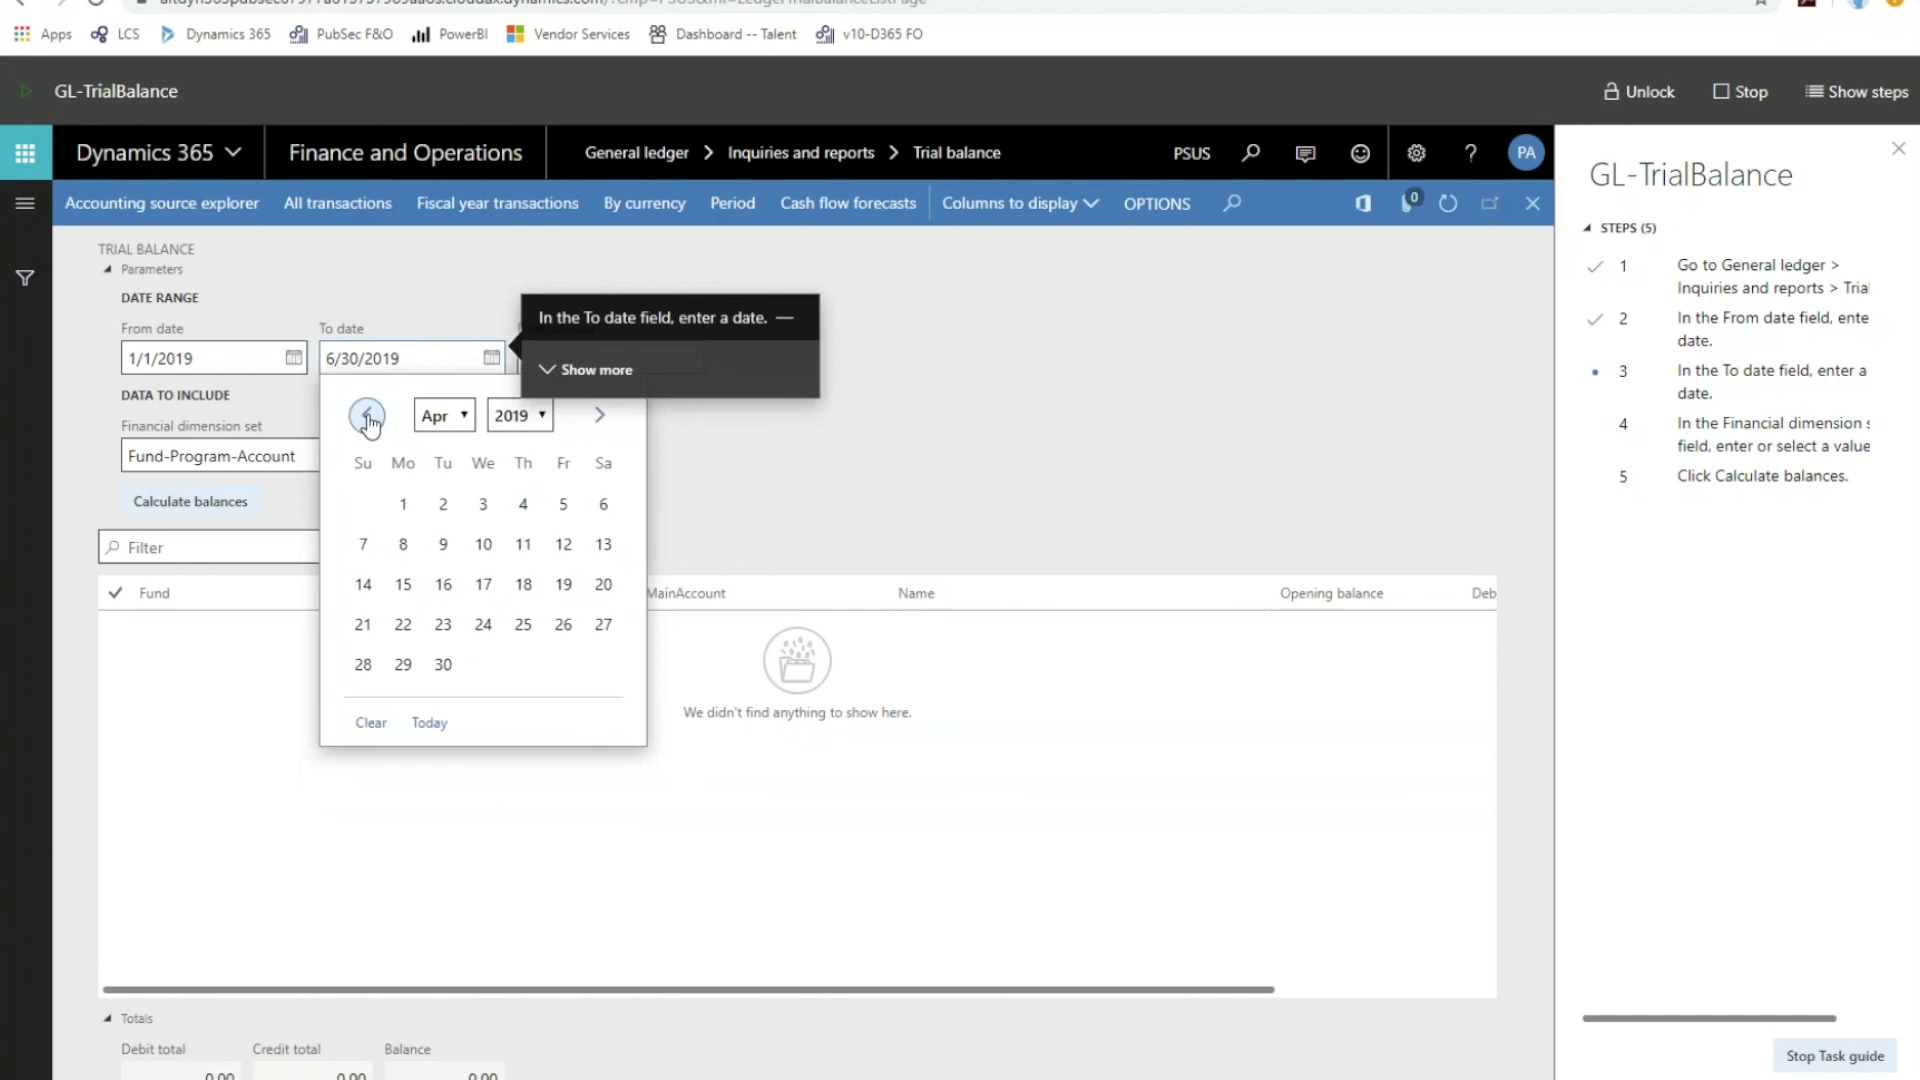 Apps LCS Dynamics 365 PubSec F&O PowerBI Vendor Services Dashboard -- Talent v10-D365 FO
GL-TrialBalance
Unlock Stop Show steps
Dynamics 365 Finance and Operations General ledger > Inquiries and reports > Trial balance PSUS ? PA
Accounting source explorer All transactions Fiscal year transactions By currency Period Cash flow forecasts Columns to display OPTIONS 0
TRIAL BALANCE
Parameters
DATE RANGE
From date To date
1/1/2019 6/30/2019
In the To date field, enter a date.
Show more
DATA TO INCLUDE
Financial dimension set
Fund-Program-Account
Calculate balances
Filter
Apr 2019
Su Mo Tu We Th Fr Sa
1 2 3 4 5 6
7 8 9 10 11 12 13
14 15 16 17 18 19 20
21 22 23 24 25 26 27
28 29 30
Clear Today
Fund MainAccount Name Opening balance Deb
We didn't find anything to show here.
Totals
Debit total Credit total Balance
0.00 0.00 0.00
GL-TrialBalance
STEPS (5)
1 Go to General ledger >
Inquiries and reports > Trial
2 In the From date field, ente
date.
3 In the To date field, enter a
date.
4 In the Financial dimension s
field, enter or select a value
5 Click Calculate balances.
Stop Task guide